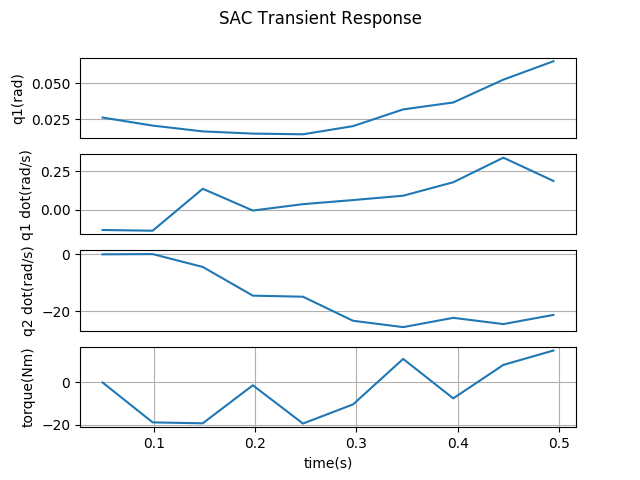 SAC Transient Response
q1(rad)
0.050
0.025
q1 dot(rad/s)
0.25
0.00
q2 dot(rad/s)
0
−20
torque(Nm)
0
−20
0.1 0.2 0.3 0.4 0.5
time(s)